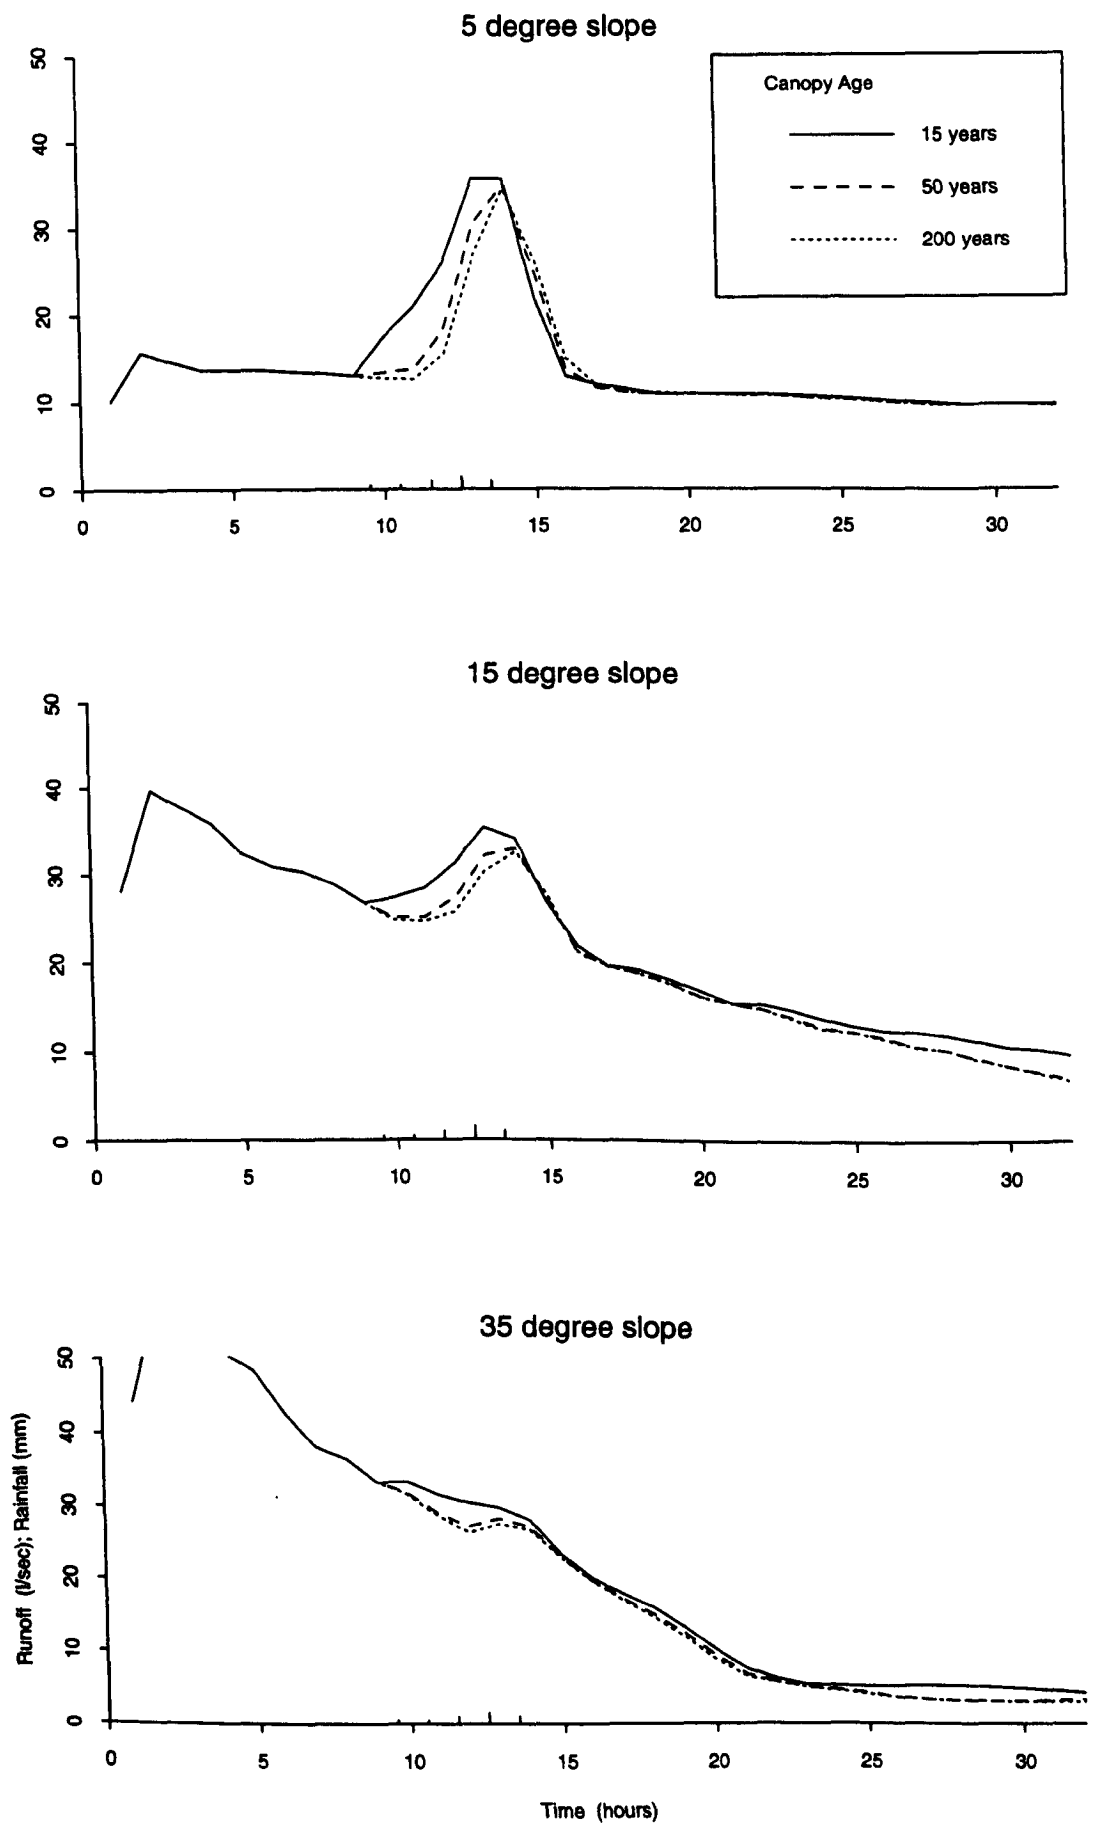 5 degree slope
Canopy Age
15 years
50 years
200 years
50
40
30
20
10
0
0 5 10 15 20 25 30
15 degree slope
50
40
30
20
10
0
0 5 10 15 20 25 30
35 degree slope
50
40
30
20
10
0
Runoff (l/sec); Rainfall (mm)
0 5 10 15 20 25 30
Time (hours)